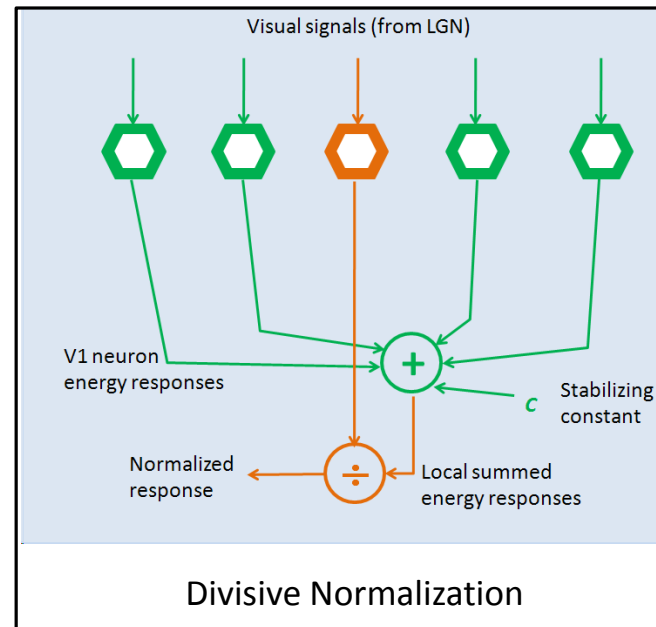 Visual signals (from LGN)
V1 neuron
energy responses
+
c
Stabilizing
constant
Normalized
response
÷
Local summed
energy responses
Divisive Normalization